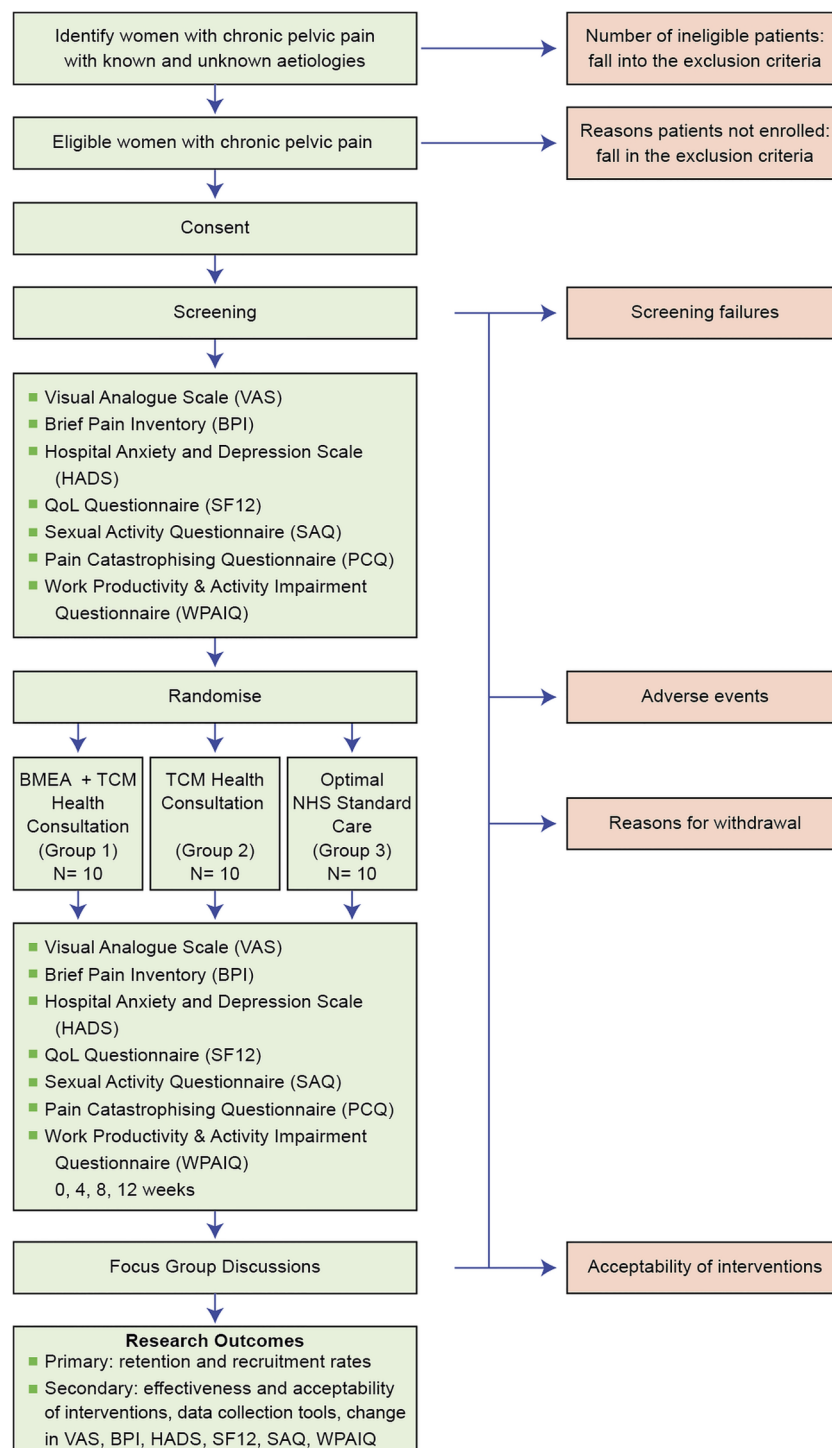 Identify women with chronic pelvic pain
with known and unknown aetiologies
Number of ineligible patients:
fall into the exclusion criteria
Eligible women with chronic pelvic pain
Reasons patients not enrolled:
fall in the exclusion criteria
Consent
Screening
Screening failures
Visual Analogue Scale (VAS)
Brief Pain Inventory (BPI)
Hospital Anxiety and Depression Scale
(HADS)
QoL Questionnaire (SF12)
Sexual Activity Questionnaire (SAQ)
Pain Catastrophising Questionnaire (PCQ)
Work Productivity & Activity Impairment
Questionnaire (WPAIQ)
Randomise
Adverse events
BMEA + TCM
Health
Consultation
(Group 1)
N= 10
TCM Health
Consultation
(Group 2)
N= 10
Optimal
NHS Standard
Care
(Group 3)
N= 10
Reasons for withdrawal
Visual Analogue Scale (VAS)
Brief Pain Inventory (BPI)
Hospital Anxiety and Depression Scale
(HADS)
QoL Questionnaire (SF12)
Sexual Activity Questionnaire (SAQ)
Pain Catastrophising Questionnaire (PCQ)
Work Productivity & Activity Impairment
Questionnaire (WPAIQ)
0, 4, 8, 12 weeks
Focus Group Discussions
Acceptability of interventions
Research Outcomes
Primary: retention and recruitment rates
Secondary: effectiveness and acceptability
of interventions, data collection tools, change
in VAS, BPI, HADS, SF12, SAQ, WPAIQ